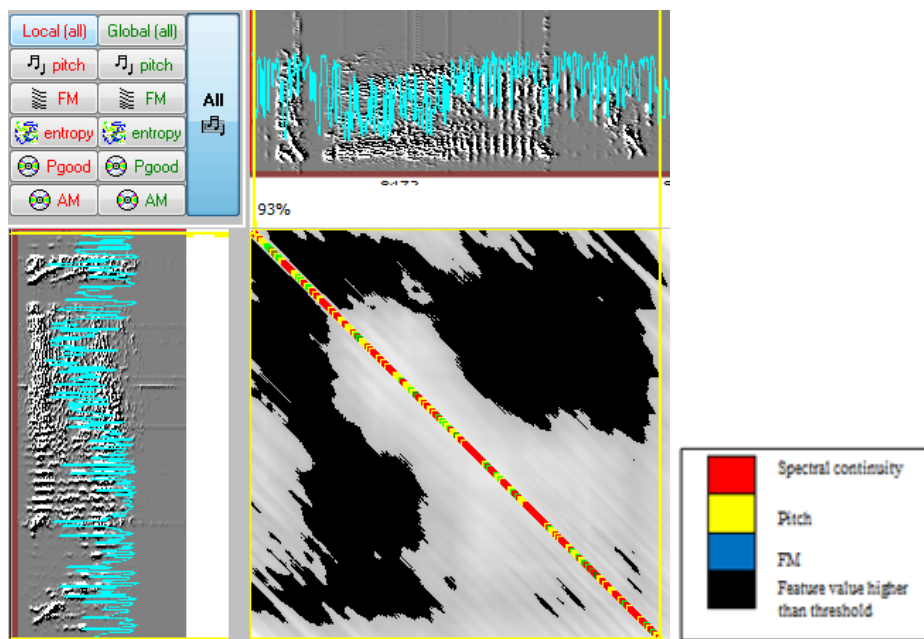 Local (all) Global (all)
pitch pitch
FM FM
entropy entropy
Pgood Pgood
AM AM
All
93%
Spectral continuity
Pitch
FM
Feature value higher
than threshold